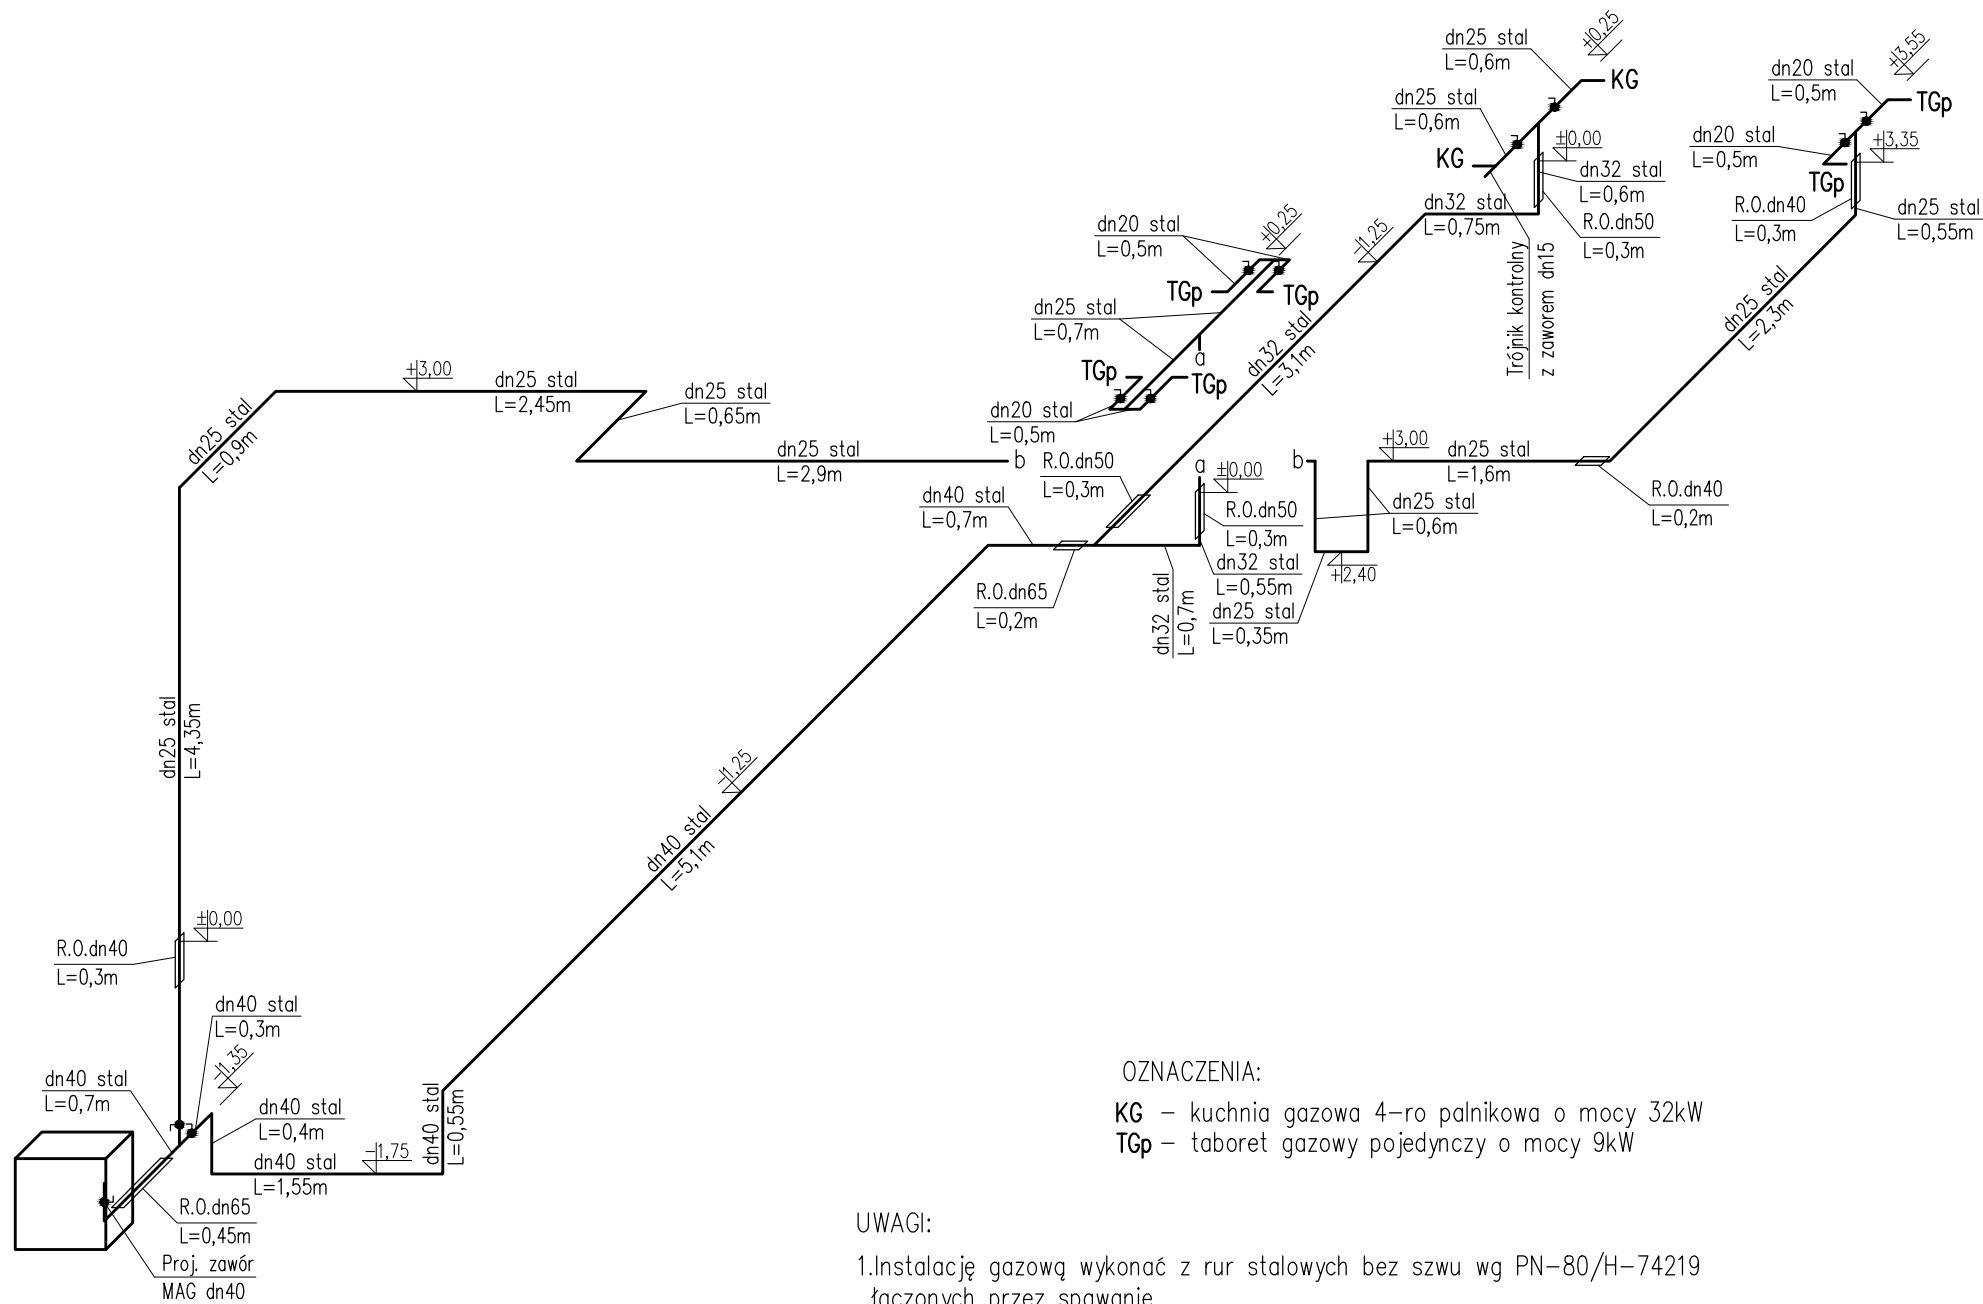 dn25 stal
L=0,6m
+0,25
KG
dn25 stal
L=0,6m
KG
±0,00
dn32 stal
L=0,6m
R.O.dn50
L=0,3m
dn32 stal
L=0,75m
Trójnik kontrolny
z zaworem dn15
dn20 stal
L=0,5m
+3,55
TGp
dn20 stal
L=0,5m
TGp
+3,35
R.O.dn40
L=0,3m
dn25 stal
L=0,55m
dn25 stal
L=2,3m
dn20 stal
L=0,5m
+0,25
-1,25
TGp
TGp
dn25 stal
L=0,7m
a
dn32 stal
L=3,1m
TGp
TGp
dn20 stal
L=0,5m
+3,00
dn25 stal
L=2,45m
dn25 stal
L=0,65m
dn25 stal
L=0,9m
dn25 stal
L=2,9m
b
R.O.dn50
L=0,3m
a
±0,00
b
+3,00
dn25 stal
L=1,6m
R.O.dn40
L=0,2m
dn40 stal
L=0,7m
R.O.dn50
L=0,3m
dn25 stal
L=0,6m
dn32 stal
L=0,55m
+2,40
R.O.dn65
L=0,2m
dn32 stal
L=0,7m
dn25 stal
L=0,35m
dn25 stal
L=4,35m
-1,25
dn40 stal
L=5,1m
±0,00
R.O.dn40
L=0,3m
dn40 stal
L=0,3m
-1,35
dn40 stal
L=0,7m
dn40 stal
L=0,4m
dn40 stal
L=0,55m
-1,75
dn40 stal
L=1,55m
R.O.dn65
L=0,45m
Proj. zawór
MAG dn40
OZNACZENIA:
KG – kuchnia gazowa 4-ro palnikowa o mocy 32kW
TGp – taboret gazowy pojedynczy o mocy 9kW
UWAGI:
1.Instalację gazową wykonać z rur stalowych bez szwu wg PN-80/H-74219
łączonych przez spawanie